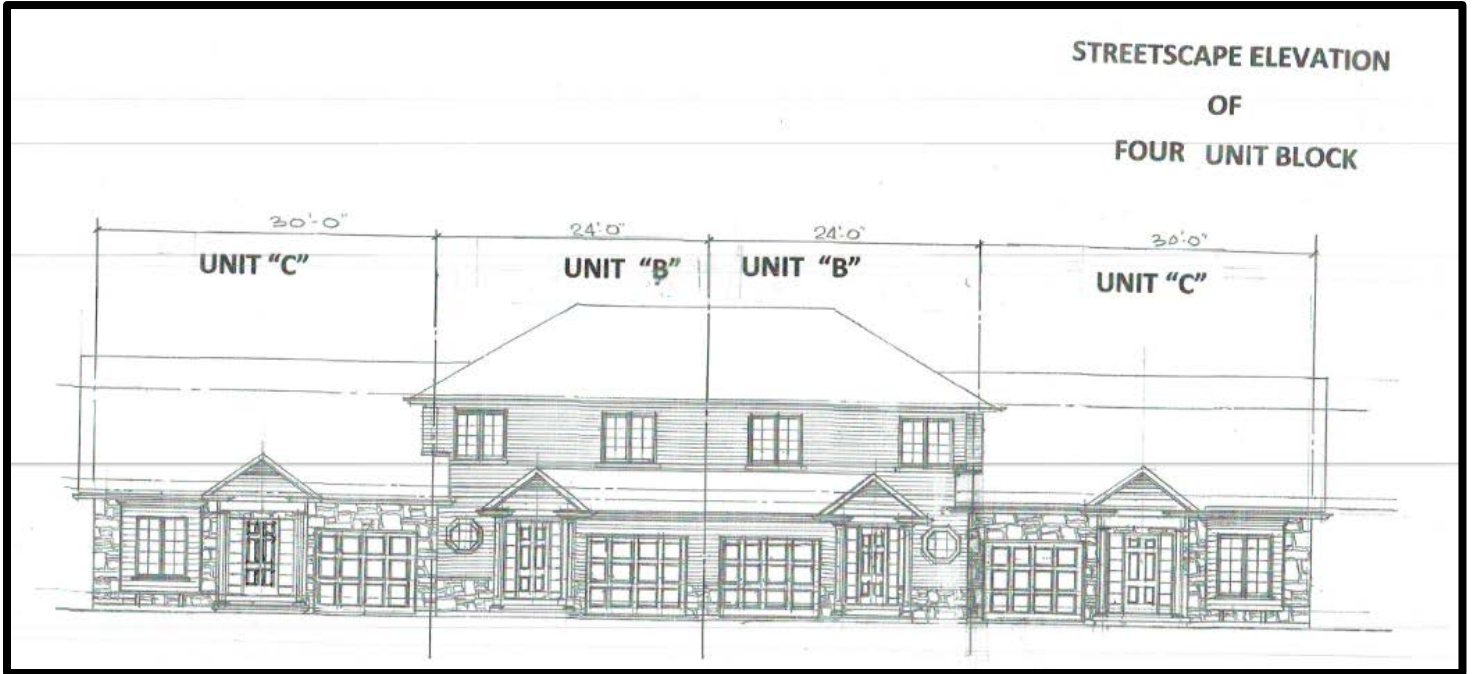 STREETSCAPE ELEVATION
OF
FOUR UNIT BLOCK
30'-0" 24'-0" 24'-0" 30'-0"
UNIT “C” UNIT “B” UNIT “B” UNIT “C”